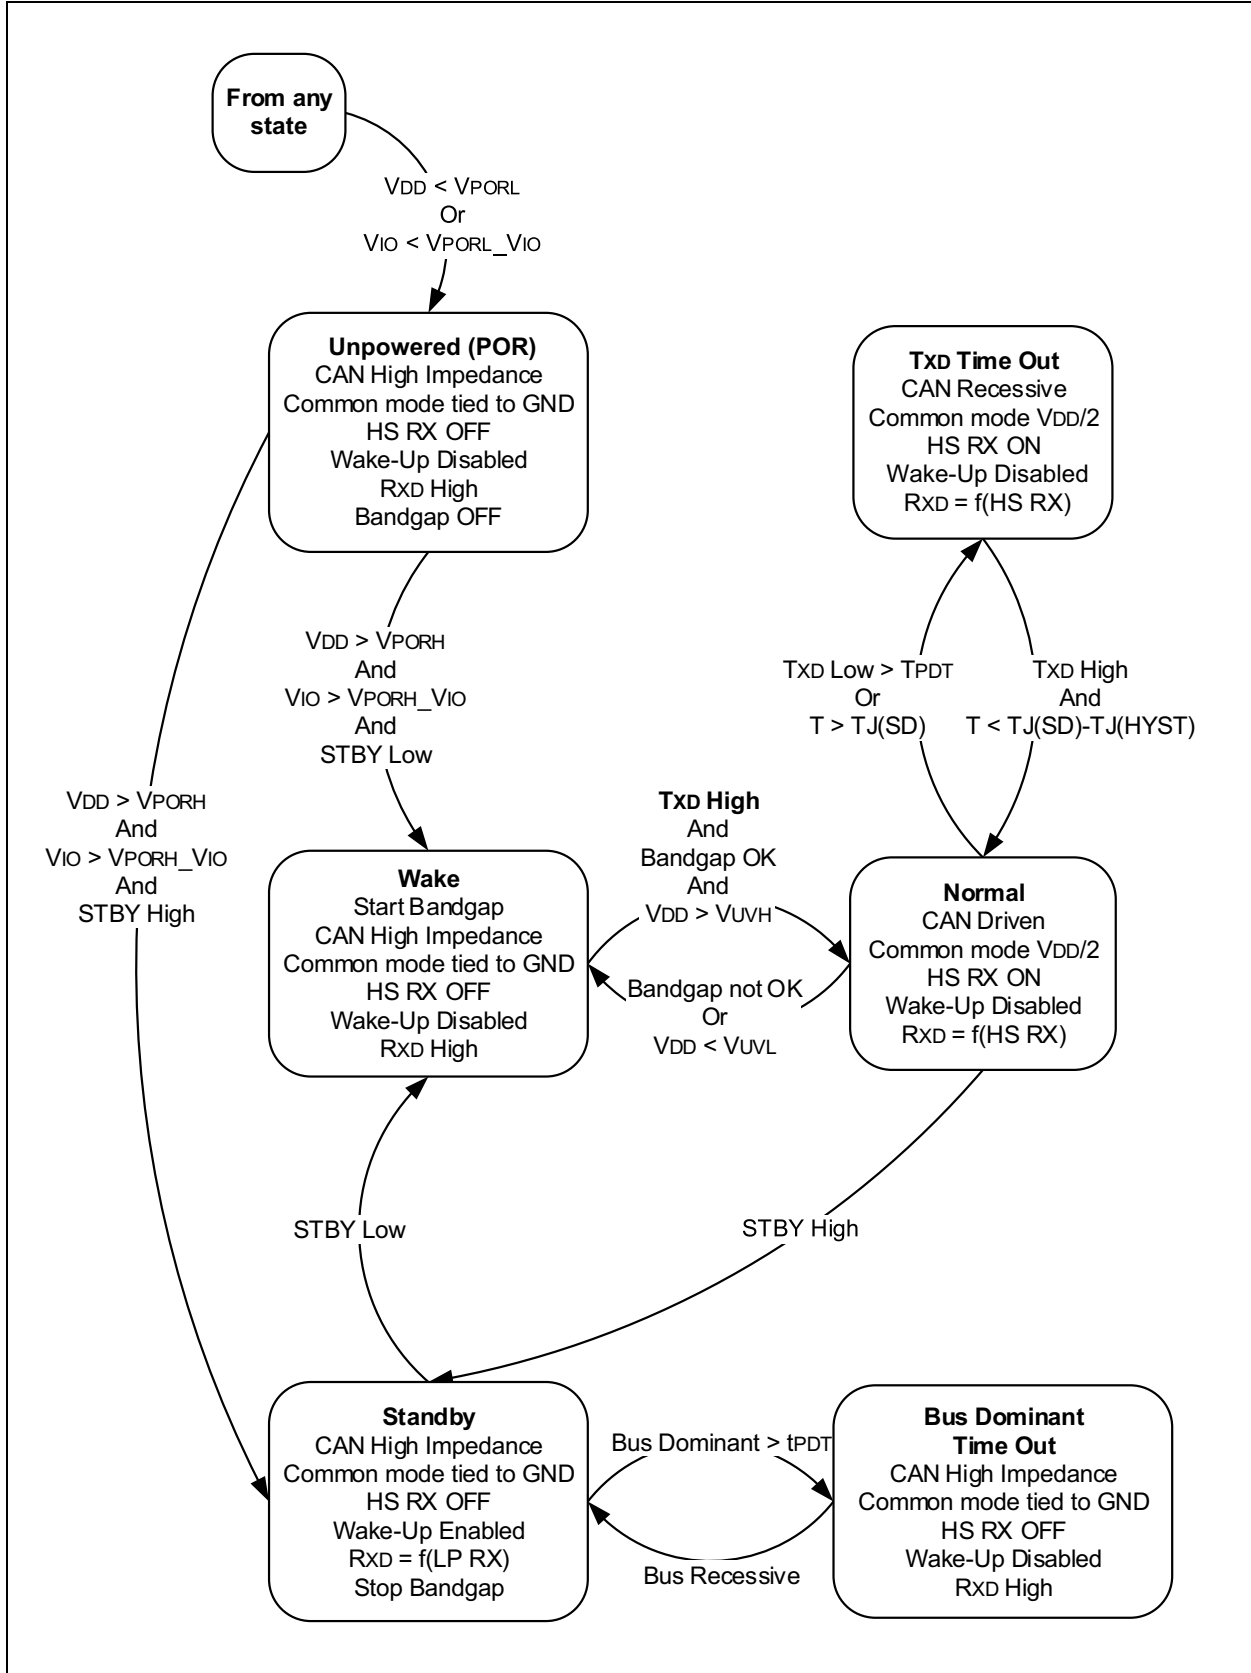 From any
state
VDD < VPORL
Or
VIO < VPORL_VIO
Unpowered (POR)
CAN High Impedance
Common mode tied to GND
HS RX OFF
Wake-Up Disabled
RXD High
Bandgap OFF
TXD Time Out
CAN Recessive
Common mode VDD/2
HS RX ON
Wake-Up Disabled
RXD = f(HS RX)
VDD > VPORH
And
VIO > VPORH_VIO
And
STBY Low
TXD Low > TPDT
Or
T > TJ(SD)
TXD High
And
T < TJ(SD)-TJ(HYST)
VDD > VPORH
And
VIO > VPORH_VIO
And
STBY High
TXD High
And
Bandgap OK
And
VDD > VUVH
Wake
Start Bandgap
CAN High Impedance
Common mode tied to GND
HS RX OFF
Wake-Up Disabled
RXD High
Bandgap not OK
Or
VDD < VUVL
Normal
CAN Driven
Common mode VDD/2
HS RX ON
Wake-Up Disabled
RXD = f(HS RX)
STBY Low
STBY High
Standby
CAN High Impedance
Common mode tied to GND
HS RX OFF
Wake-Up Enabled
RXD = f(LP RX)
Stop Bandgap
Bus Dominant > tPDT
Bus Recessive
Bus Dominant
Time Out
CAN High Impedance
Common mode tied to GND
HS RX OFF
Wake-Up Disabled
RXD High